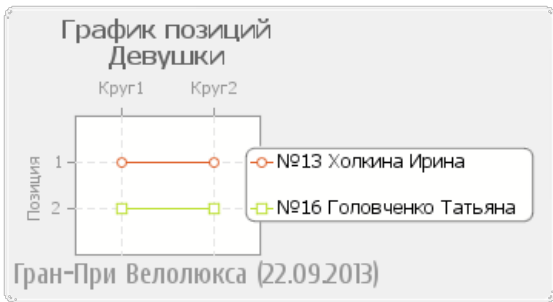 График позиций
Девушки
Круг1 Круг2
Позиция
1
2
№13 Холкина Ирина
№16 Головченко Татьяна
Гран-При Велолюкса (22.09.2013)